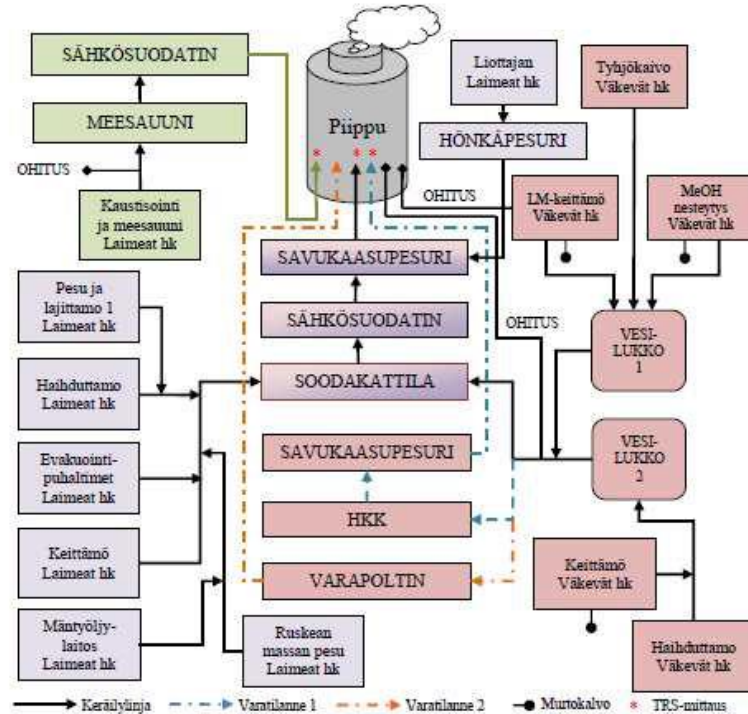 SÄHKÖSUODATIN
MEESAUUNI
OHITUS
Kaustisointi
ja meesauuni
Laimeat hk
Piippu
* * *
Liottajan
Laimeat hk
HÖNKÄPESURI
Tyhjökaivo
Väkevät hk
OHITUS
LM-keittämö
Väkevät hk
MeOH
nesteytys
Väkevät hk
SAVUKAASUPESURI
SÄHKÖSUODATIN
SOODAKATTILA
OHITUS
VESI-
LUKKO
1
Pesu ja
lajittamo 1
Laimeat hk
Haihduttamo
Laimeat hk
Evakuointi-
puhaltimet
Laimeat hk
Keittämö
Laimeat hk
Mäntyöljy-
laitos
Laimeat hk
Ruskean
massan pesu
Laimeat hk
SAVUKAASUPESURI
HKK
VARAPOLTIN
VESI-
LUKKO
2
Keittämö
Väkevät hk
Haihduttamo
Väkevät hk
Keräilylinja
Varatilanne 1
Varatilanne 2
Murtokalvo
* TRS-mittaus